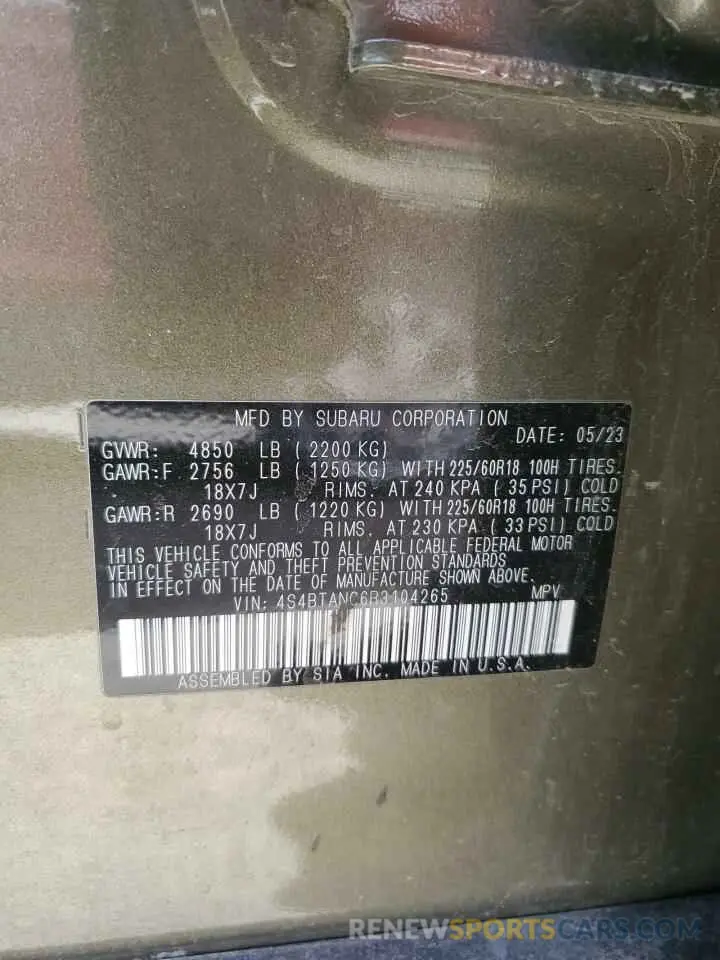 MFD BY SUBARU CORPORATION
DATE: 05/23
GVWR: 4850 LB ( 2200 KG)
GAWR:F 2756 LB ( 1250 KG) WITH 225/60R18 100H TIRES.
18X7J RIMS. AT 240 KPA ( 35 PSI) COLD
GAWR:R 2690 LB ( 1220 KG) WITH 225/60R18 100H TIRES.
18X7J RIMS. AT 230 KPA ( 33 PSI) COLD
THIS VEHICLE CONFORMS TO ALL APPLICABLE FEDERAL MOTOR
VEHICLE SAFETY AND THEFT PREVENTION STANDARDS
IN EFFECT ON THE DATE OF MANUFACTURE SHOWN ABOVE.
VIN: 4S4BTANC6R3104265 MPV
ASSEMBLED BY SIA INC. MADE IN U.S.A.
RENEWSPORTSCARS.COM